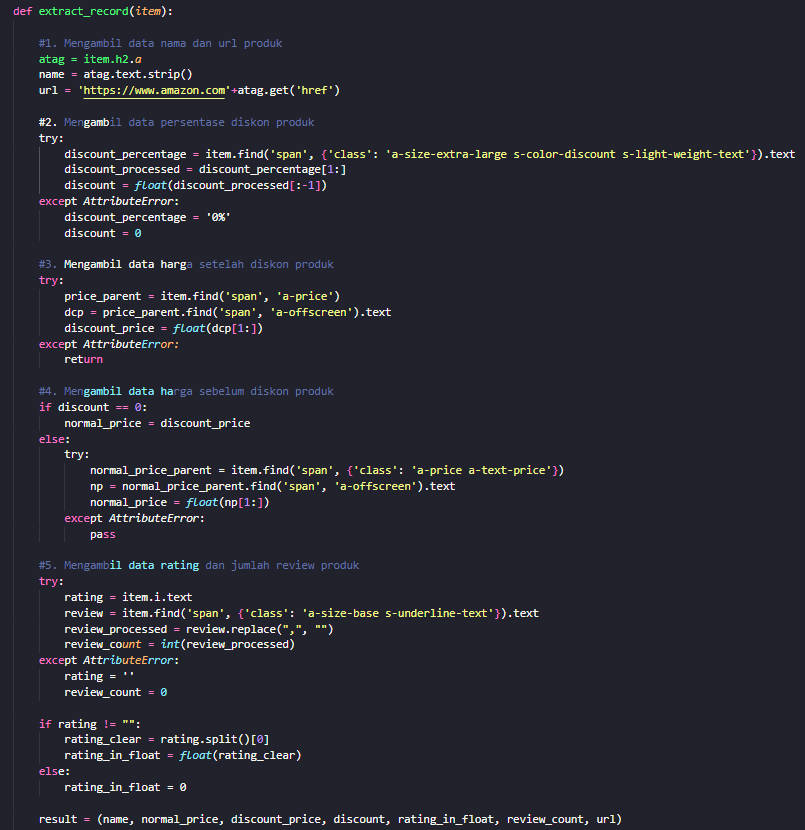 def extract_record(item):
#1. Mengambil data nama dan url produk
atag = item.h2.a
name = atag.text.strip()
url = 'https://www.amazon.com'+atag.get('href')
#2. Mengambil data persentase diskon produk
try:
discount_percentage = item.find('span', {'class': 'a-size-extra-large s-color-discount s-light-weight-text'}).text
discount_processed = discount_percentage[1:]
discount = float(discount_processed[:-1])
except AttributeError:
discount_percentage = '0%'
discount = 0
#3. Mengambil data harga setelah diskon produk
try:
price_parent = item.find('span', 'a-price')
dcp = price_parent.find('span', 'a-offscreen').text
discount_price = float(dcp[1:])
except AttributeError:
return
#4. Mengambil data harga sebelum diskon produk
if discount == 0:
normal_price = discount_price
else:
try:
normal_price_parent = item.find('span', {'class': 'a-price a-text-price'})
np = normal_price_parent.find('span', 'a-offscreen').text
normal_price = float(np[1:])
except AttributeError:
pass
#5. Mengambil data rating dan jumlah review produk
try:
rating = item.i.text
review = item.find('span', {'class': 'a-size-base s-underline-text'}).text
review_processed = review.replace(",", "")
review_count = int(review_processed)
except AttributeError:
rating = ''
review_count = 0
if rating != "":
rating_clear = rating.split()[0]
rating_in_float = float(rating_clear)
else:
rating_in_float = 0
result = (name, normal_price, discount_price, discount, rating_in_float, review_count, url)